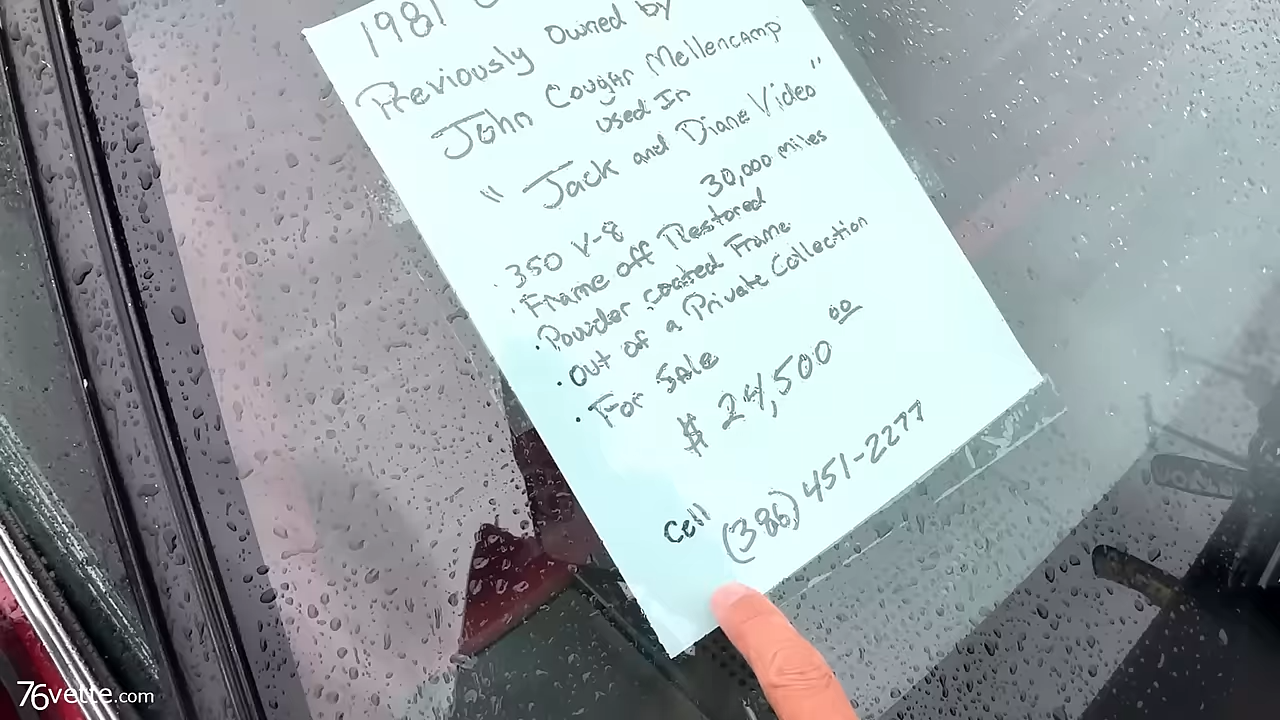 1981
Previously Owned by
John Cougar Mellencamp
Used In
"Jack and Diane Video"
30,000 miles
· 350 V-8
· Frame off Restored
· Powder coated Frame
· Out of a Private Collection
· For Sale
$ 24,500 00
Cell (386) 451-2277
76vette.com